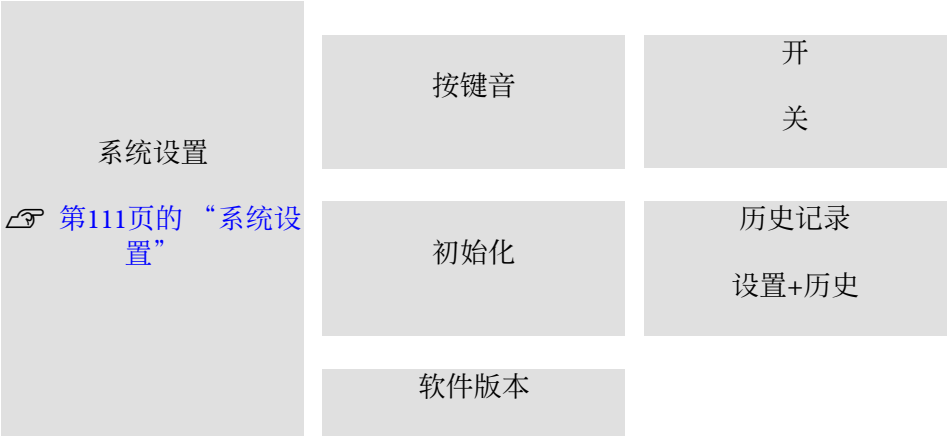 系统设置
☞ 第111页的 “系统设
置”
按键音
开
关
初始化
历史记录
设置+历史
软件版本